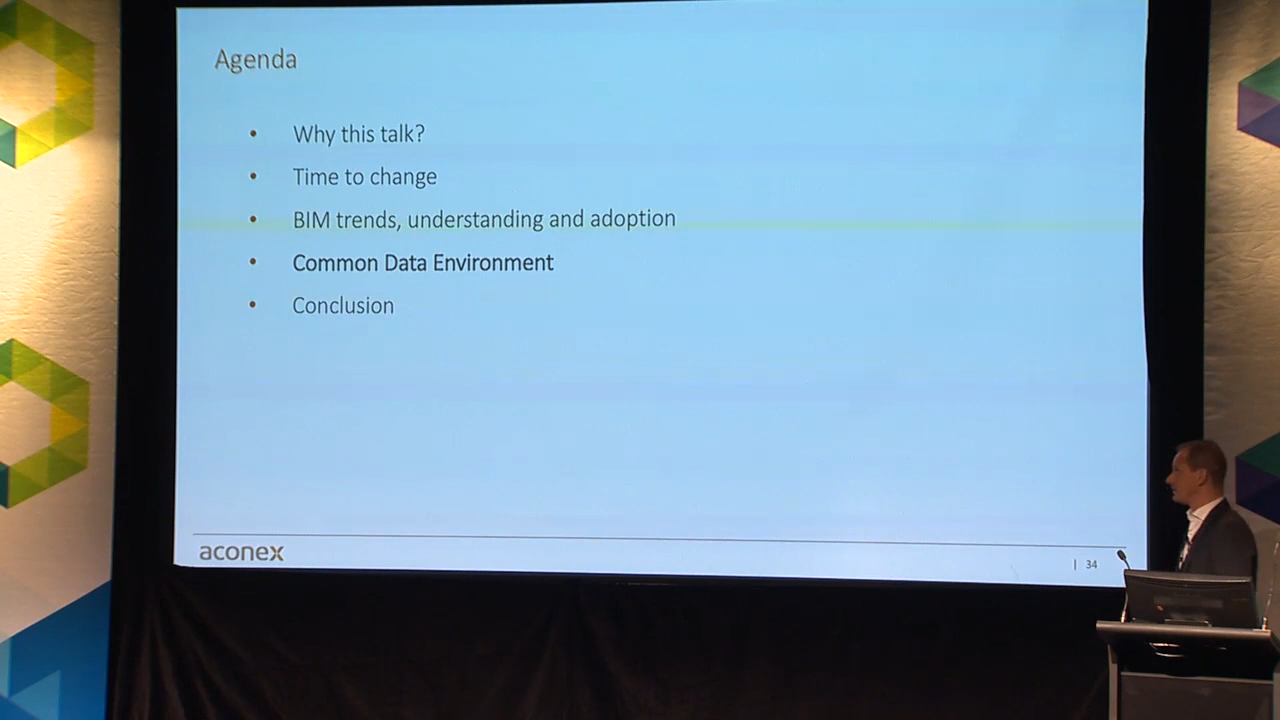 Agenda
• Why this talk?
• Time to change
• BIM trends, understanding and adoption
• Common Data Environment
• Conclusion
aconex
| 34